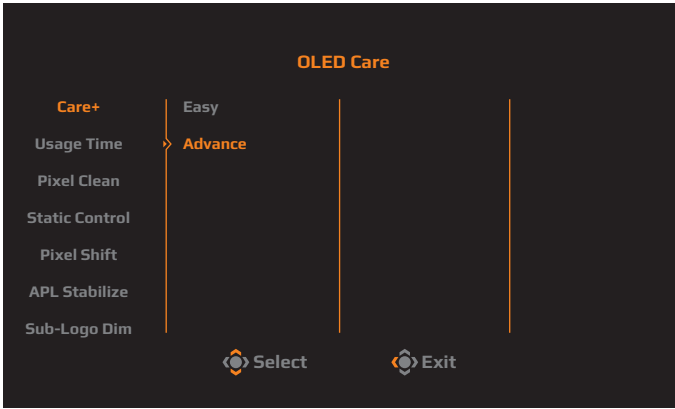 OLED Care
Care+ Easy
Usage Time Advance
Pixel Clean
Static Control
Pixel Shift
APL Stabilize
Sub-Logo Dim
Select Exit